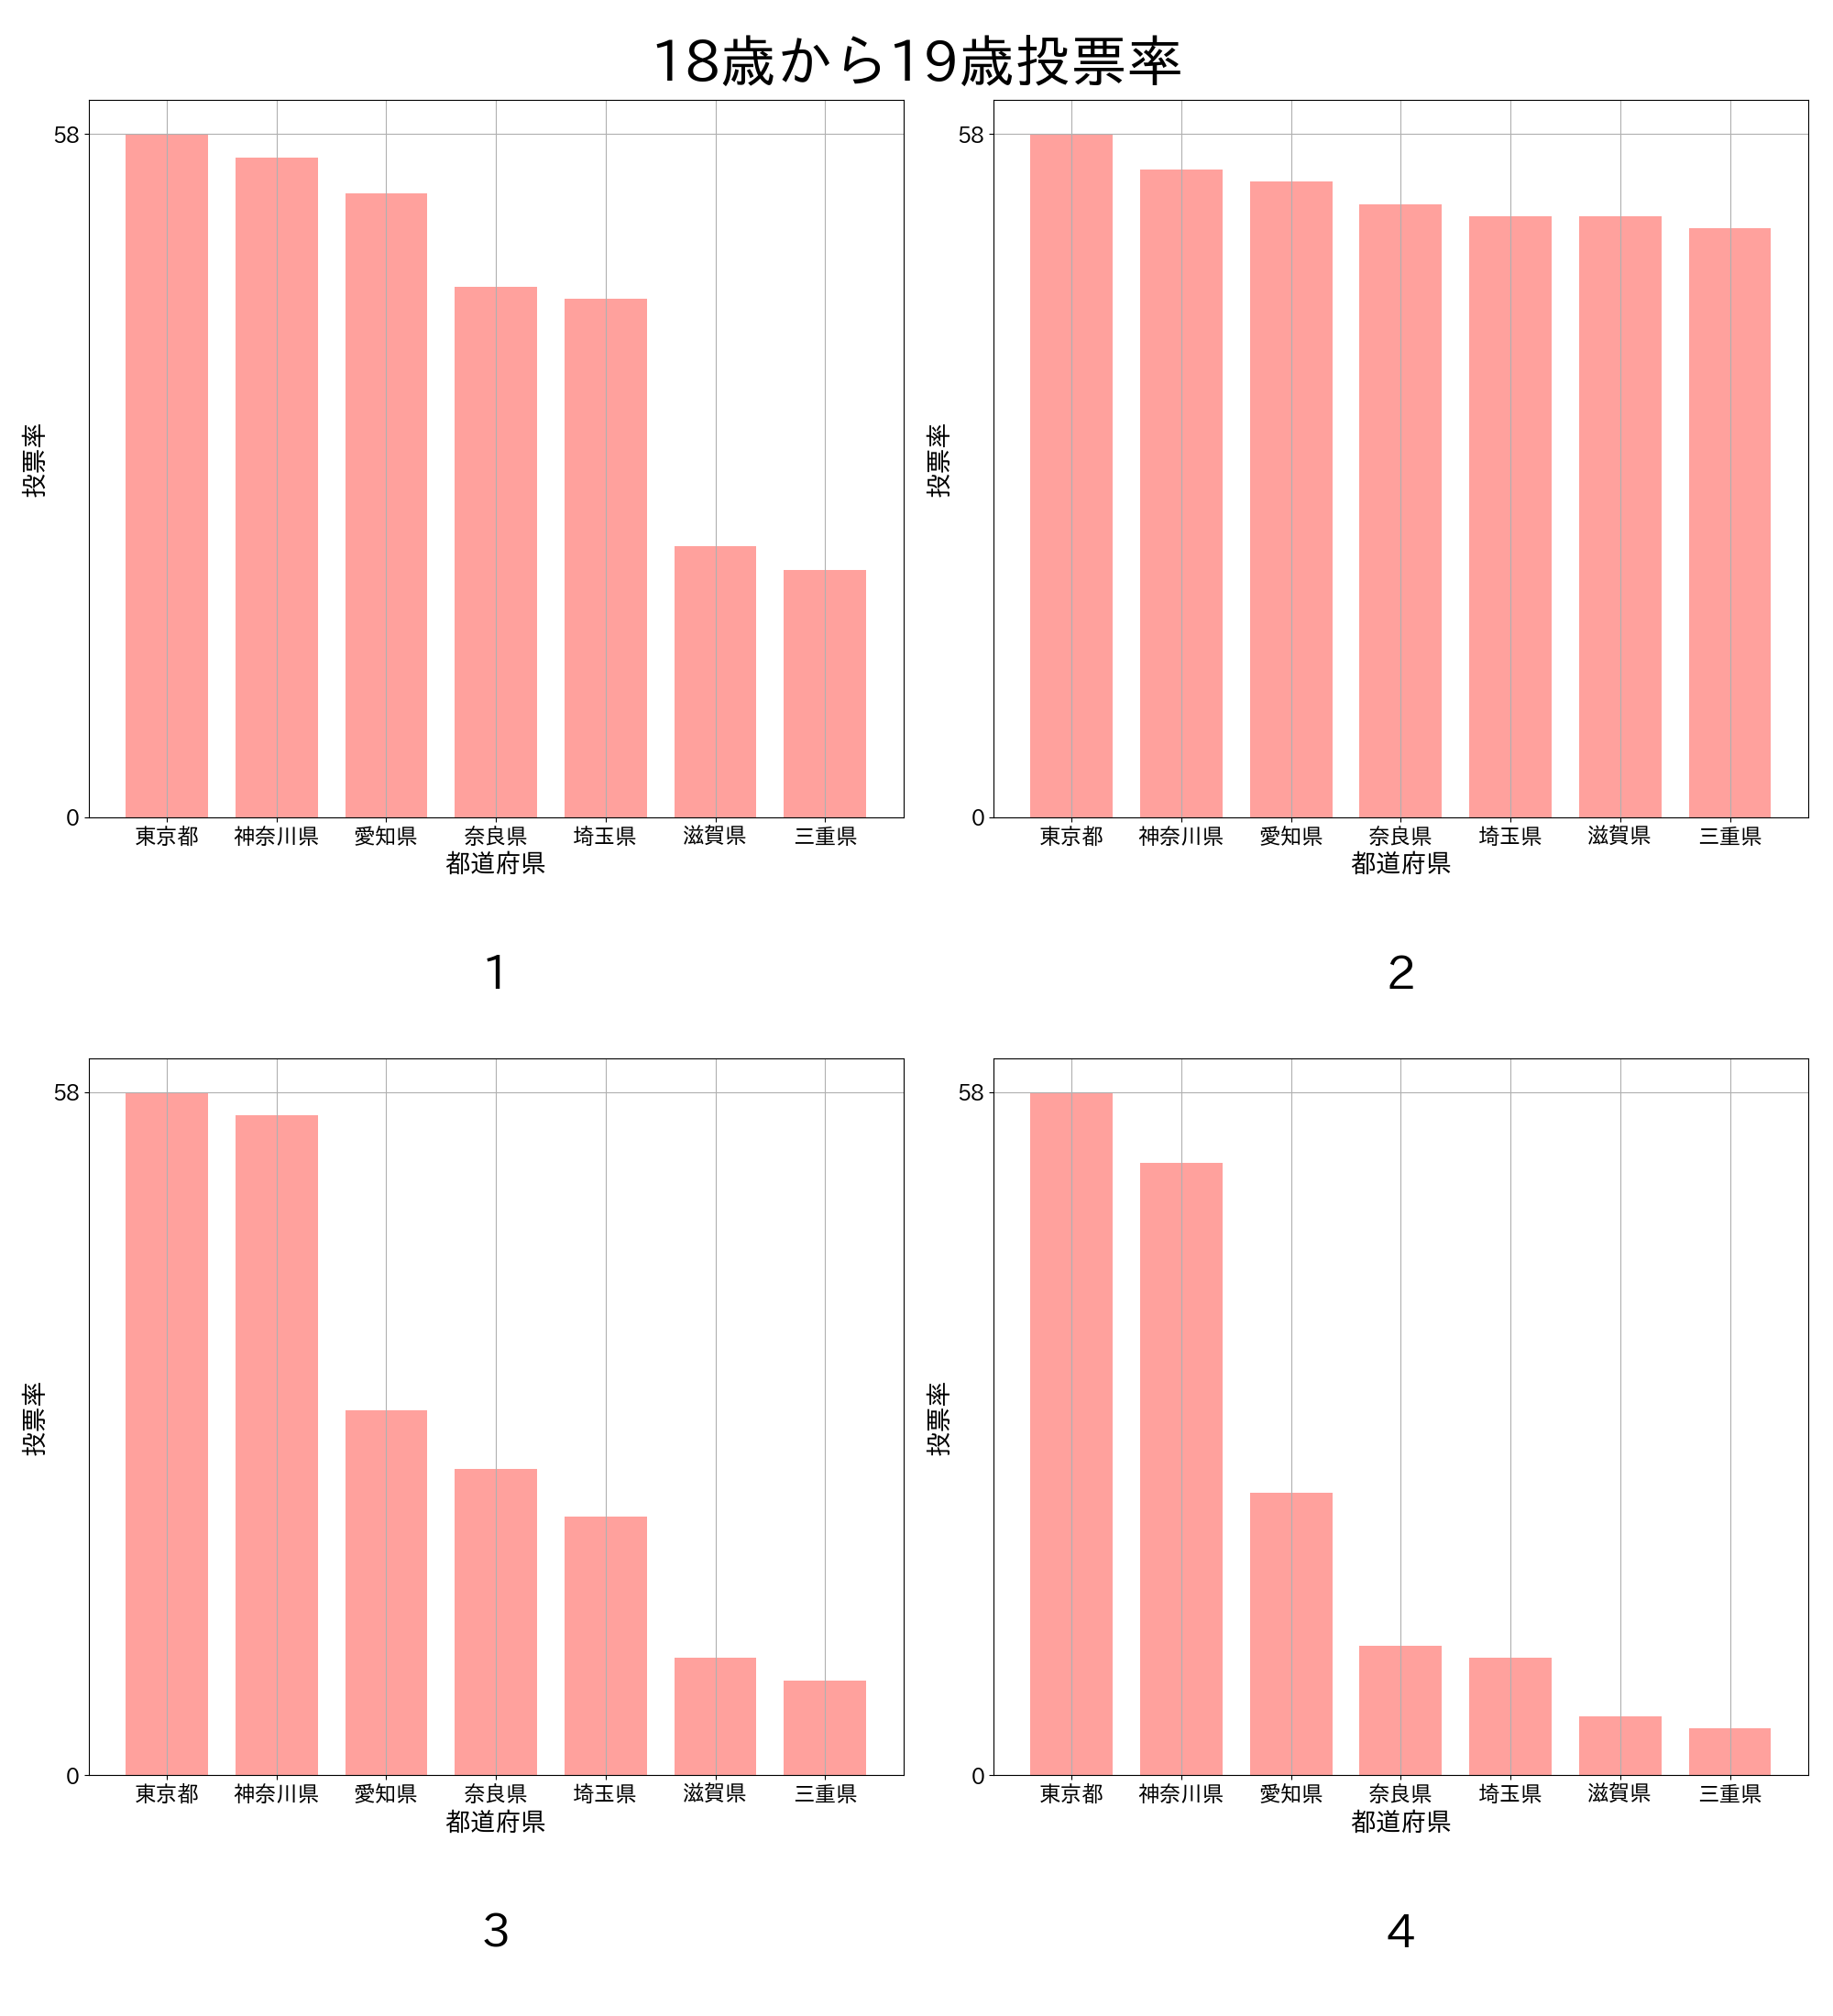 18歳から19歳投票率
58
0
投票率
東京都 神奈川県 愛知県 奈良県 埼玉県 滋賀県 三重県
都道府県
1
58
0
投票率
東京都 神奈川県 愛知県 奈良県 埼玉県 滋賀県 三重県
都道府県
2
58
0
投票率
東京都 神奈川県 愛知県 奈良県 埼玉県 滋賀県 三重県
都道府県
3
58
0
投票率
東京都 神奈川県 愛知県 奈良県 埼玉県 滋賀県 三重県
都道府県
4